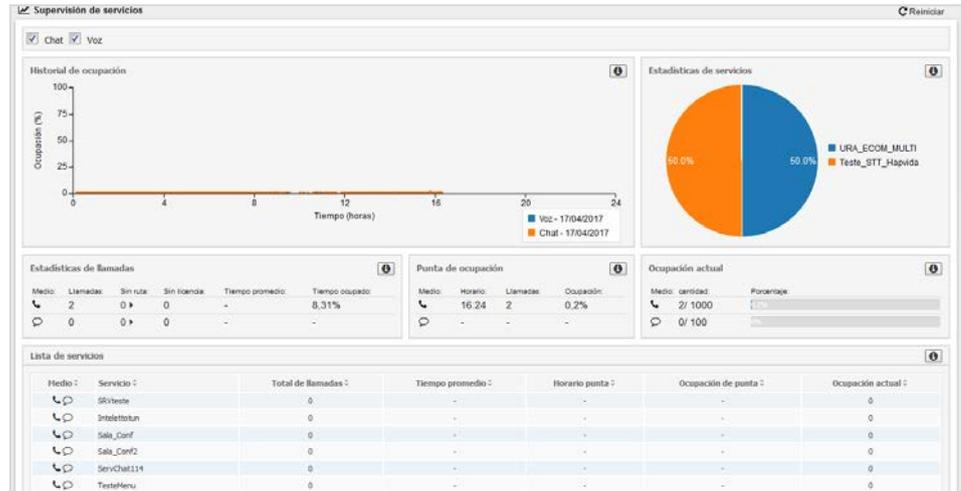 Supervisión de servicios
Reiniciar
Chat Voz
Historial de ocupación
Ocupación (%)
100
75
50
25
0
0 4 8 12 16 20 24
Tiempo (horas)
Voz - 17/04/2017
Chat - 17/04/2017
Estadísticas de servicios
50.0% 50.0%
URA_ECOM_MULTI
Teste_STT_Hapvida
Estadísticas de llamadas
Medio: Llamadas: Sin ruta: Sin licencia: Tiempo promedio: Tiempo ocupado:
2 0 0 - 8,31%
0 0 0 - -
Punta de ocupación
Medio: Horario: Llamadas: Ocupación:
16:24 2 0,2%
- - -
Ocupación actual
Medio: cantidad: Porcentaje:
2/ 1000
0/ 100
Lista de servicios
Medio Servicio Total de llamadas Tiempo promedio Horario punta Ocupación de punta Ocupación actual
SRVteste 0 - - - 0
Intelettotun 0 - - - 0
Sala_Conf 0 - - - 0
Sala_Conf2 0 - - - 0
ServChat114 0 - - - 0
TesteMenu 0 - - - 0